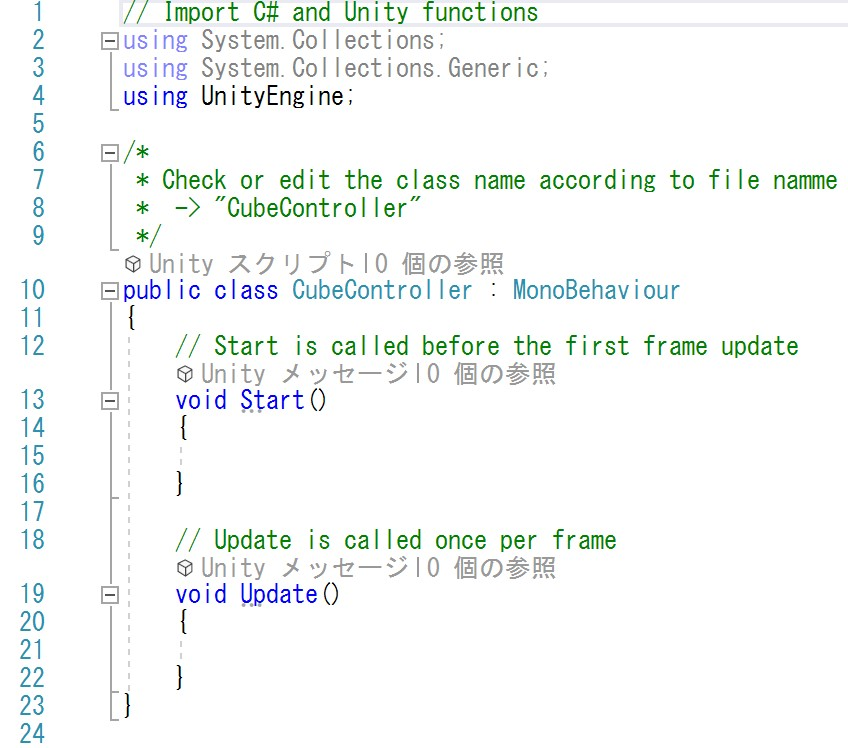 1 // Import C# and Unity functions
2 using System.Collections;
3 using System.Collections.Generic;
4 using UnityEngine;
5
6 /*
7 * Check or edit the class name according to file namme
8 * -> "CubeController"
9 */
Unity スクリプト|0 個の参照
10 public class CubeController : MonoBehaviour
11 {
12 // Start is called before the first frame update
Unity メッセージ|0 個の参照
13 void Start()
14 {
15
16 }
17
18 // Update is called once per frame
Unity メッセージ|0 個の参照
19 void Update()
20 {
21
22 }
23 }
24